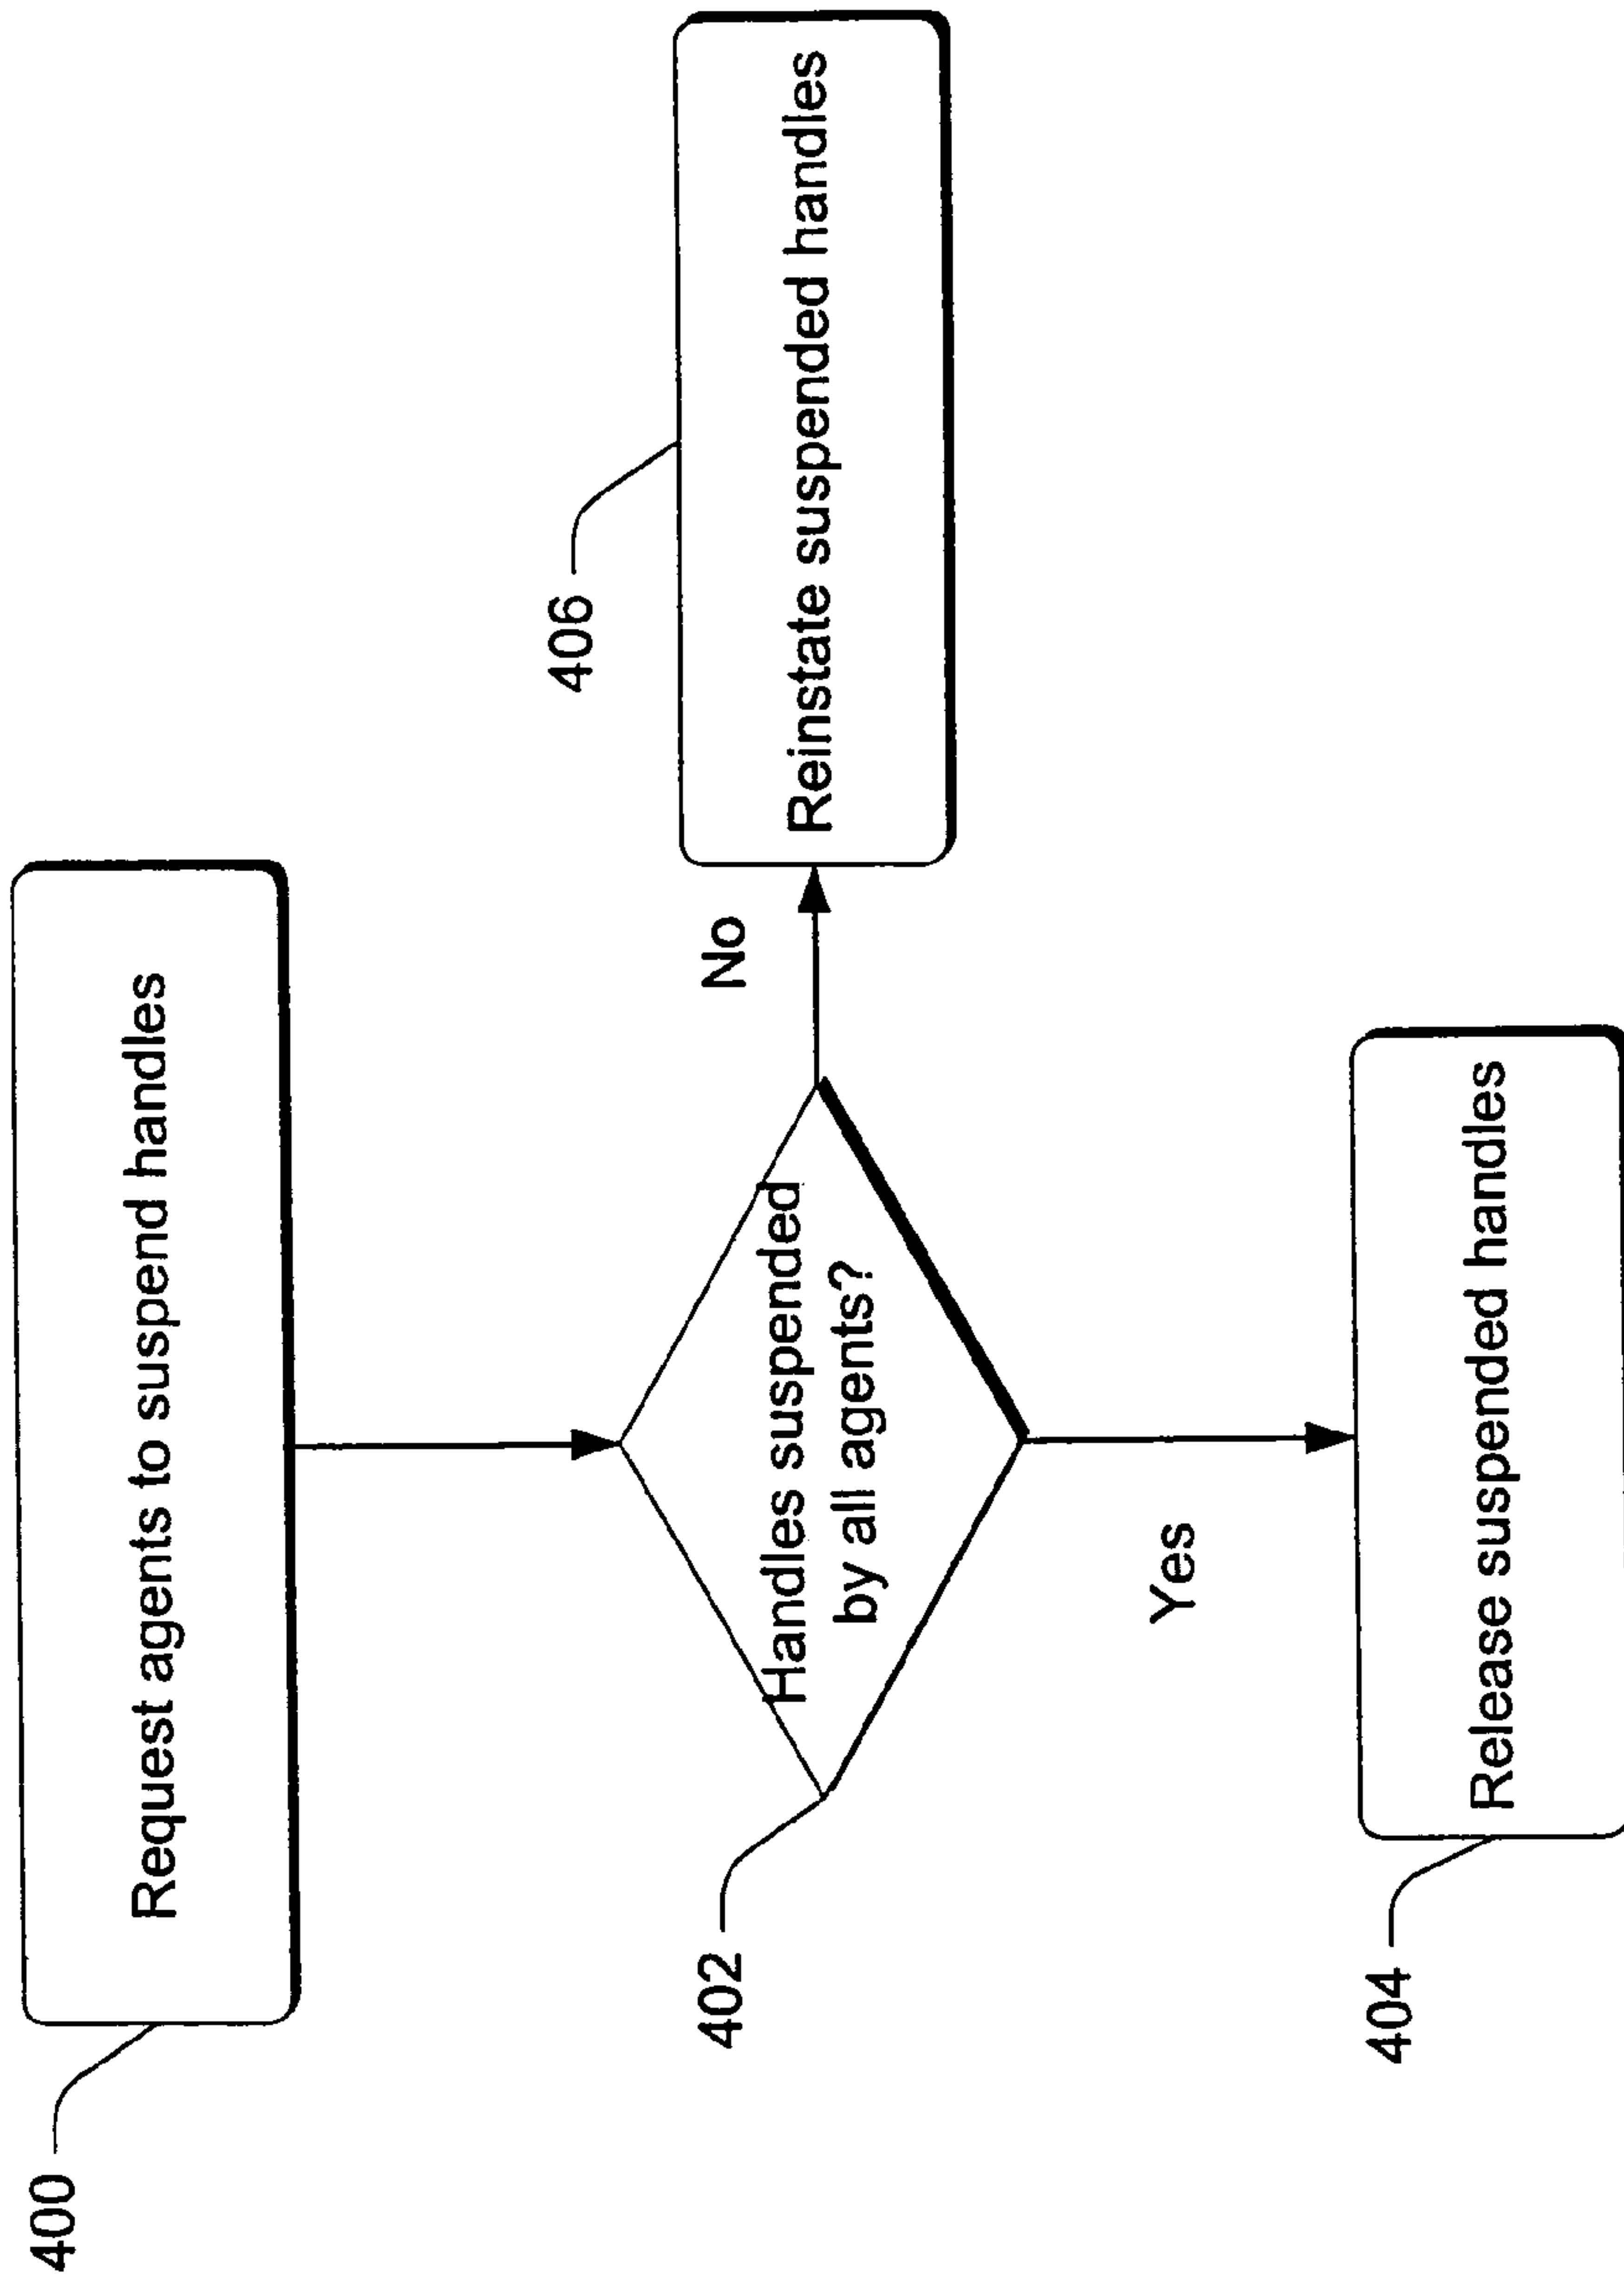 400
Request agents to suspend handles
402
Handles suspended
by all agents?
No
406
Reinstate suspended handles
Yes
404
Release suspended handles